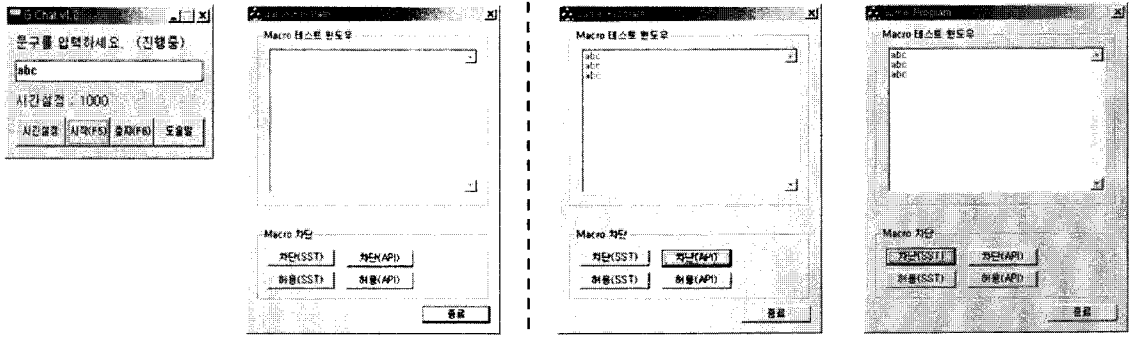 G Chat v1.c
문구를 입력하세요. (진행중)
abc
시간설정 : 1000
시간설정 시작(F5) 중지(F6) 도움말
Macro 테스트 윈도우
Macro 차단
차단(SST) 차단(API)
허용(SST) 허용(API)
종료
Macro 테스트 윈도우
abc
abc
abc
Macro 차단
차단(SST) 차단(API)
허용(SST) 허용(API)
종료
Macro 테스트 윈도우
abc
abc
abc
Macro 차단
차단(SST) 차단(API)
허용(SST) 허용(API)
종료